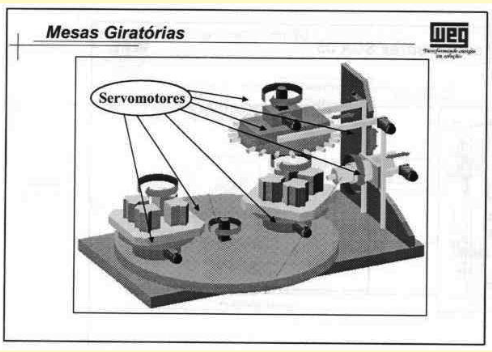 Mesas Giratórias
WEG
Transformando energia
em soluções
Servomotores